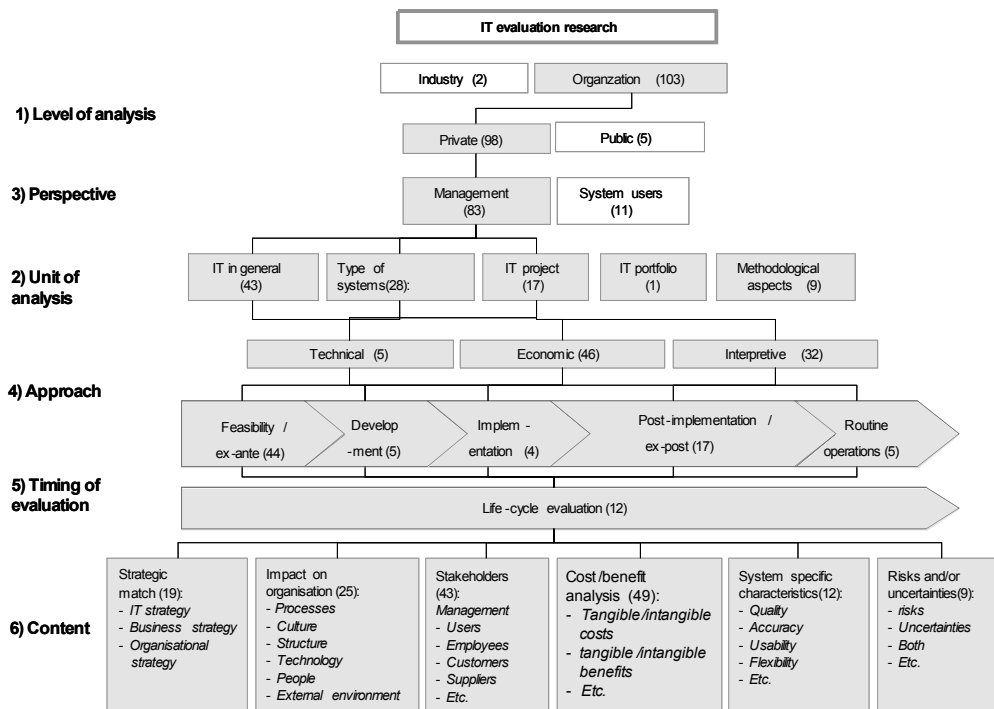 IT evaluation research
Industry (2)
Organzation (103)
1) Level of analysis
Private (98)
Public (5)
3) Perspective
Management
(83)
System users
(11)
2) Unit of
analysis
IT in general
(43)
Type of
systems(28):
IT project
(17)
IT portfolio
(1)
Methodological
aspects (9)
Technical (5)
Economic (46)
Interpretive (32)
4) Approach
Feasibility /
ex-ante (44)
Develop
-ment (5)
Implem -
entation (4)
Post-implementation /
ex-post (17)
Routine
operations (5)
5) Timing of
evaluation
Life-cycle evaluation (12)
6) Content
Strategic
match (19):
- IT strategy
- Business strategy
- Organisational
strategy
Impact on
organisation (25):
- Processes
- Culture
- Structure
- Technology
- People
- External environment
Stakeholders
(43):
Management
- Users
- Employees
- Customers
- Suppliers
- Etc.
Cost/benefit
analysis (49):
- Tangible/intangible
costs
- tangible/intangible
benefits
- Etc.
System specific
characteristics(12):
- Quality
- Accuracy
- Usability
- Flexibility
- Etc.
Risks and/or
uncertainties(9):
- risks
- Uncertainties
- Both
- Etc.